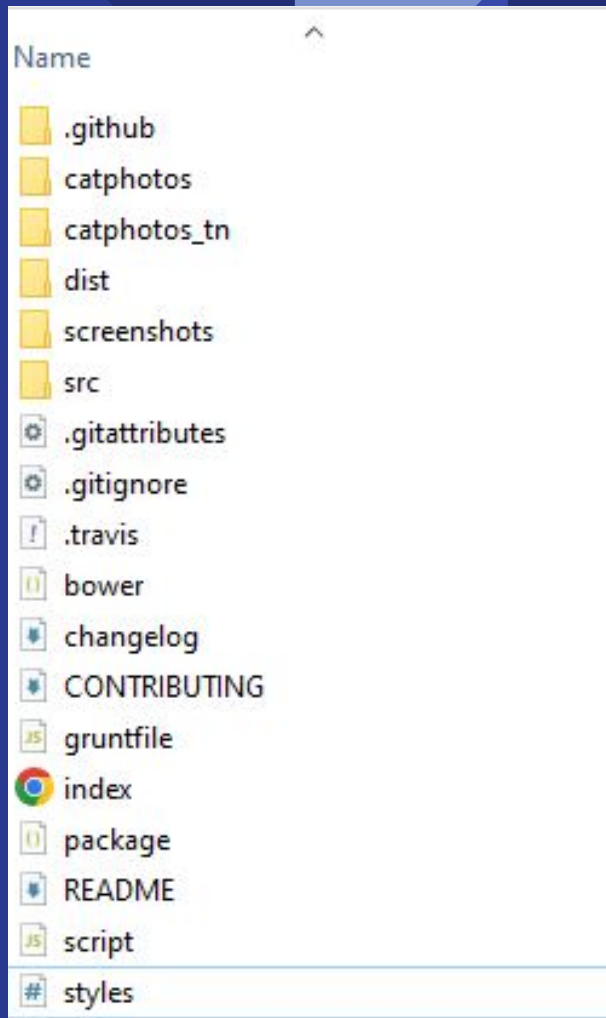 Name
.github
catphotos
catphotos_tn
dist
screenshots
src
.gitattributes
.gitignore
.travis
bower
changelog
CONTRIBUTING
gruntfile
index
package
README
script
styles